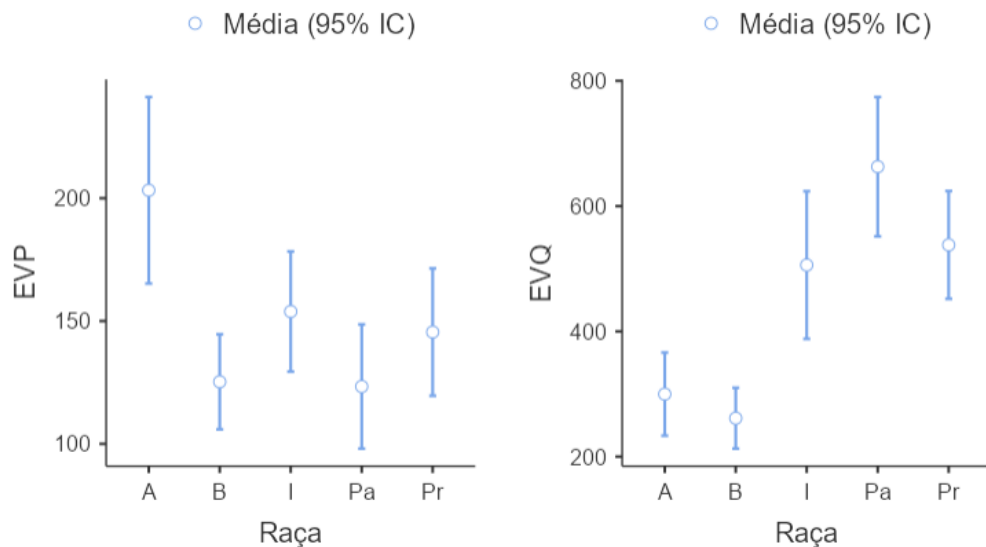 Média (95% IC)
EVP
200
150
100
A B I Pa Pr
Raça
Média (95% IC)
EVQ
800
600
400
200
A B I Pa Pr
Raça